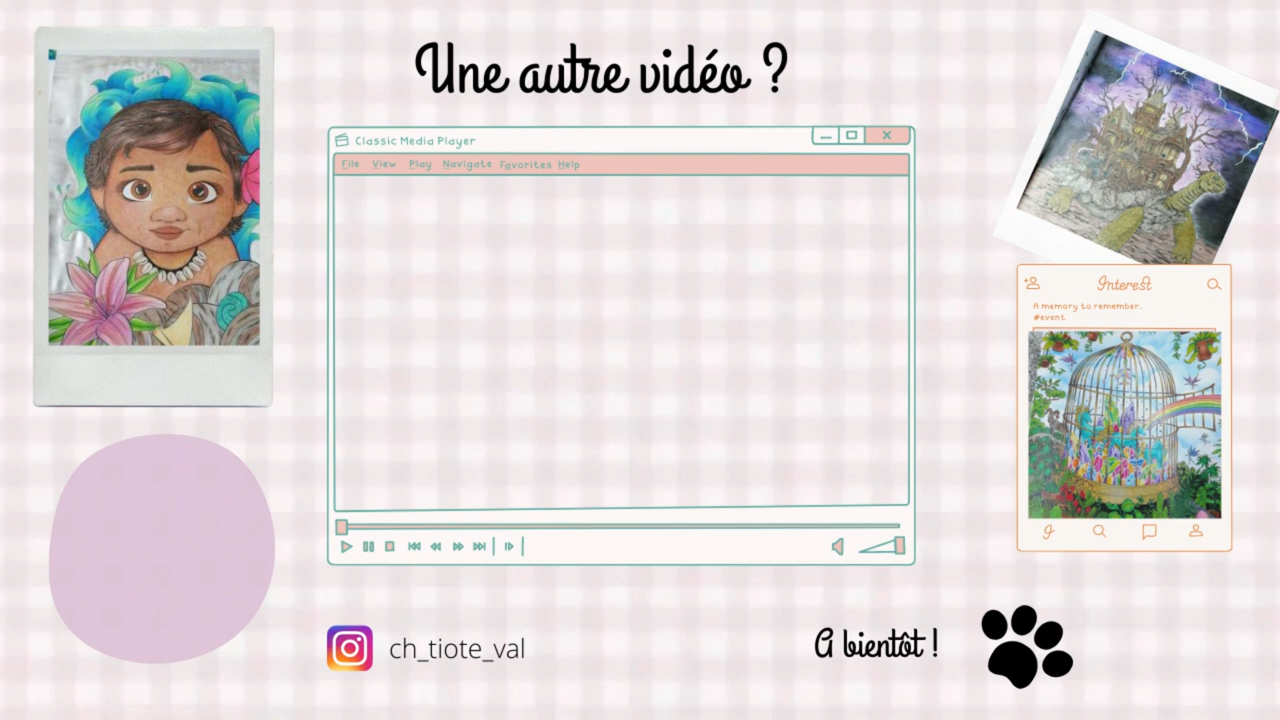 Une autre vidéo ?
Classic Media Player
File View Play Navigate Favorites Help
Interest
A memory to remember.
#event
ch_tiote_val
A bientôt !